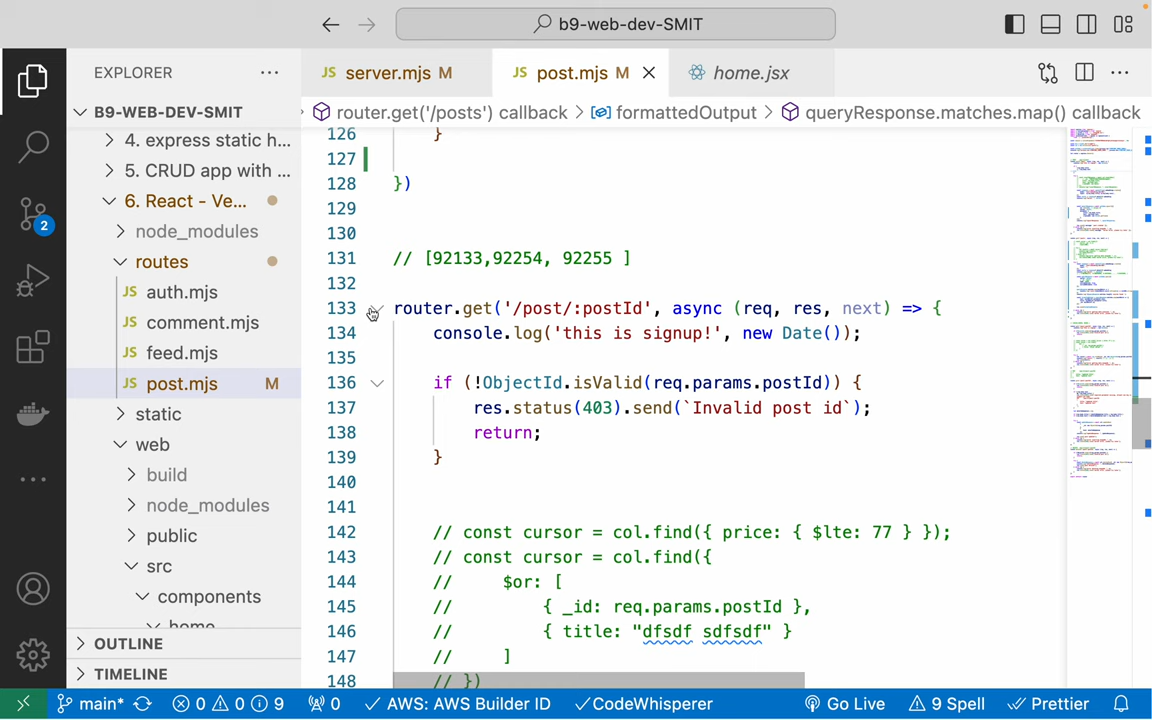 b9-web-dev-SMIT
EXPLORER
JS server.mjs M
JS post.mjs M
home.jsx
B9-WEB-DEV-SMIT
router.get('/posts') callback > formattedOutput > queryResponse.matches.map() callback
4. express static h...
5. CRUD app with ...
6. React - Ve...
node_modules
routes
JS auth.mjs
JS comment.mjs
JS feed.mjs
JS post.mjs M
static
web
build
node_modules
public
src
components
home
OUTLINE
TIMELINE
126 }
127
128 })
129
130
131 // [92133,92254, 92255 ]
132
133 router.get('/post/:postId', async (req, res, next) => {
134 console.log('this is signup!', new Date());
135
136 if (!ObjectId.isValid(req.params.postId)) {
137 res.status(403).send(`Invalid post id`);
138 return;
139 }
140
141
142 // const cursor = col.find({ price: { $lte: 77 } });
143 // const cursor = col.find({
144 // $or: [
145 // { _id: req.params.postId },
146 // { title: "dfsdf sdfsdf" }
147 // ]
148 // })
2
main* 0 0 9 0 AWS: AWS Builder ID CodeWhisperer Go Live 9 Spell Prettier